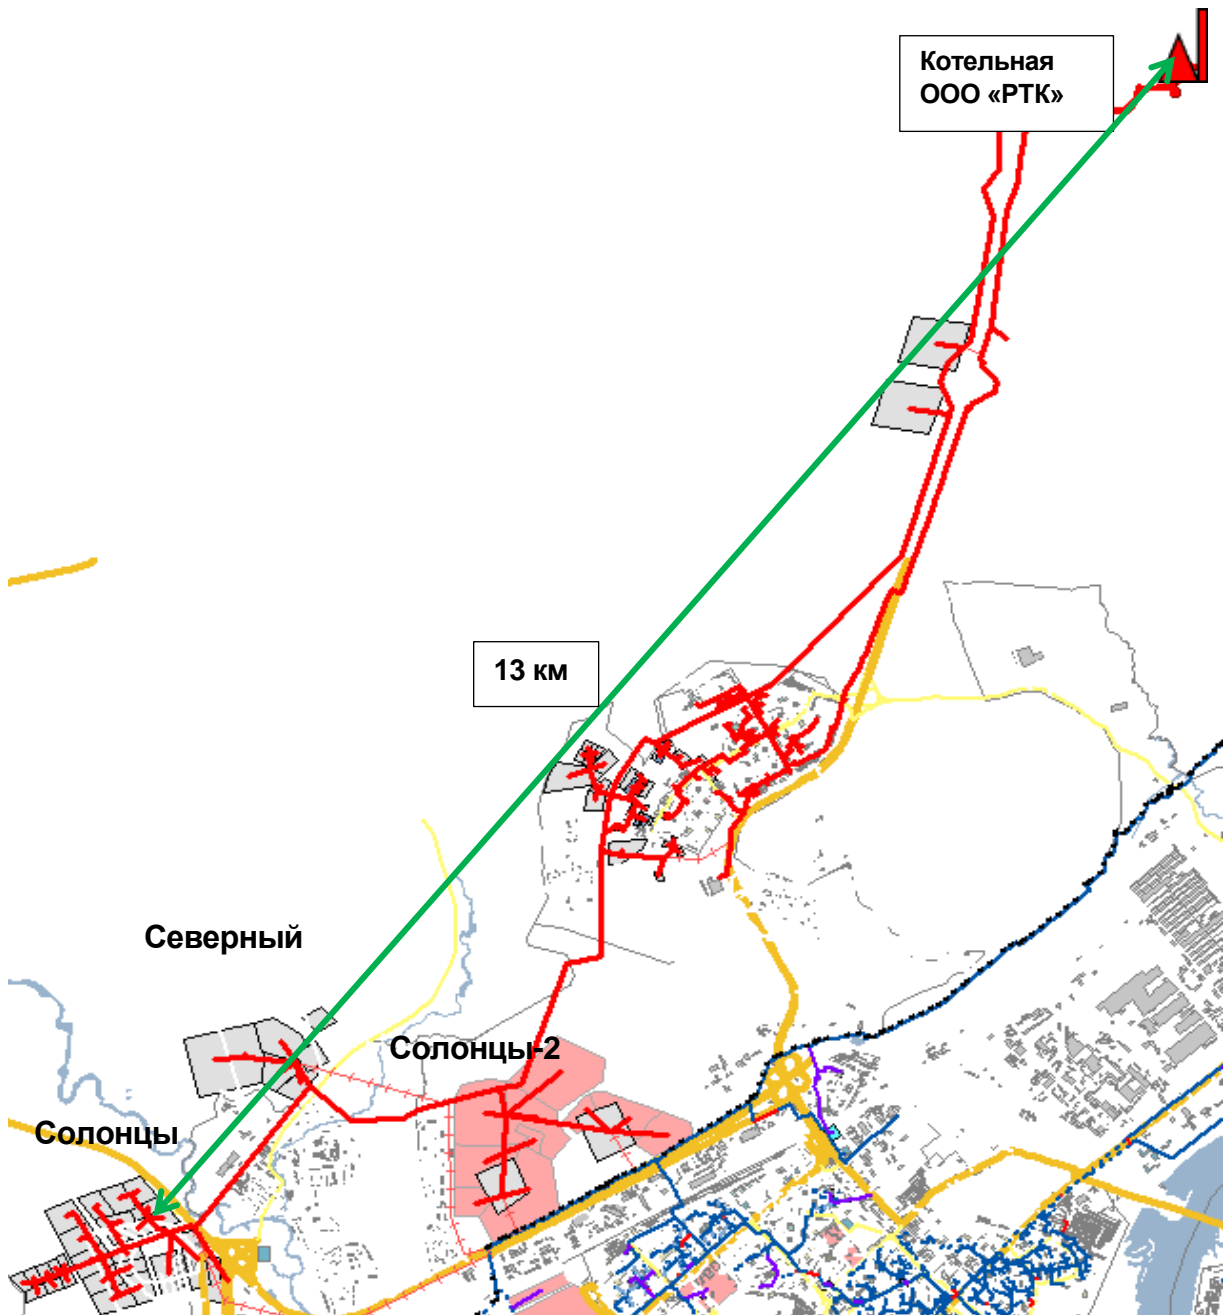 Котельная
ООО «РТК»
13 км
Северный
Солонцы-2
Солонцы